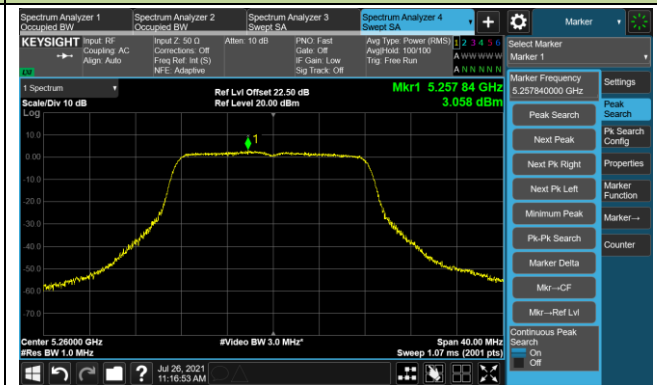 Spectrum Analyzer 1
Occupied BW
Spectrum Analyzer 2
Occupied BW
Spectrum Analyzer 3
Swept SA
Spectrum Analyzer 4
Swept SA
+
Marker
KEYSIGHT
Input: RF
Coupling: AC
Align: Auto
Input Z: 50 Ω
Corrections: Off
Freq Ref: Int (S)
NFE: Adaptive
Atten: 10 dB
PNO: Fast
Gate: Off
IF Gain: Low
Sig Track: Off
Avg Type: Power (RMS)
Avg|Hold: 100/100
Trig: Free Run
1 2 3 4 5 6
A W W W W W
A N N N N N
Select Marker
Marker 1
1 Spectrum
Scale/Div 10 dB
Log
Ref Lvl Offset 22.50 dB
Ref Level 20.00 dBm
Mkr1 5.257 84 GHz
3.058 dBm
10.0
0.00
-10.0
-20.0
-30.0
-40.0
-50.0
-60.0
-70.0
1
Center 5.26000 GHz
#Res BW 1.0 MHz
#Video BW 3.0 MHz*
Span 40.00 MHz
Sweep 1.07 ms (2001 pts)
Marker Frequency
5.257840000 GHz
Peak Search
Next Peak
Next Pk Right
Next Pk Left
Minimum Peak
Pk-Pk Search
Marker Delta
Mkr→CF
Mkr→Ref Lvl
Continuous Peak
Search
On
Off
Settings
Peak
Search
Pk Search
Config
Properties
Marker
Function
Marker→
Counter
?
Jul 26, 2021
11:16:53 AM